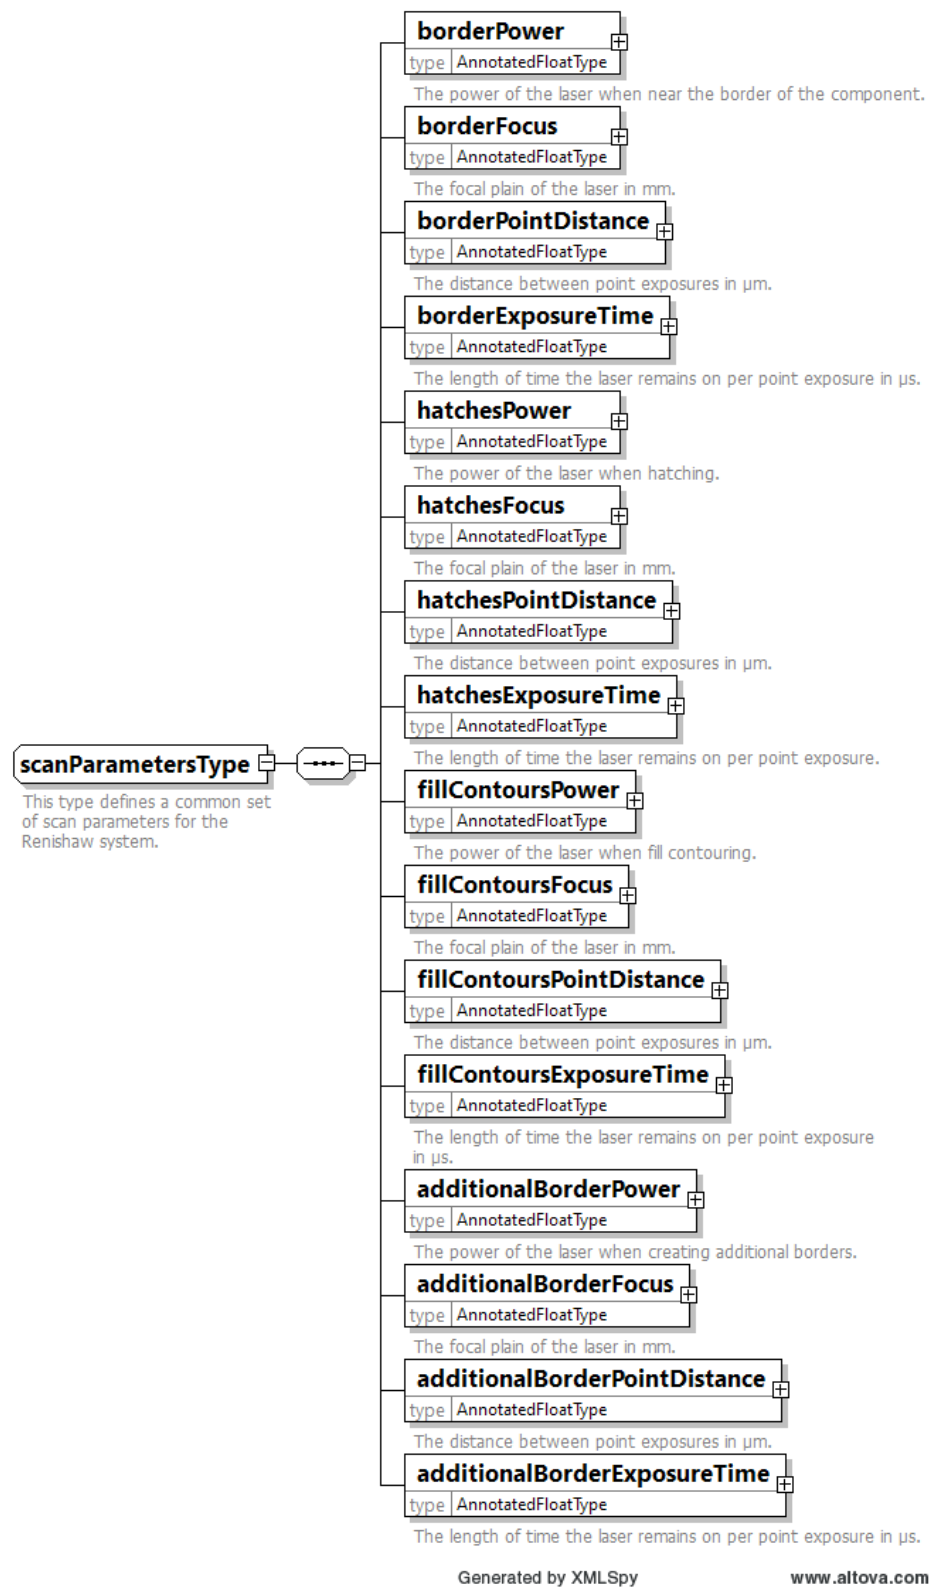 borderPower
type AnnotatedFloatType
The power of the laser when near the border of the component.
borderFocus
type AnnotatedFloatType
The focal plain of the laser in mm.
borderPointDistance
type AnnotatedFloatType
The distance between point exposures in µm.
borderExposureTime
type AnnotatedFloatType
The length of time the laser remains on per point exposure in µs.
hatchesPower
type AnnotatedFloatType
The power of the laser when hatching.
hatchesFocus
type AnnotatedFloatType
The focal plain of the laser in mm.
hatchesPointDistance
type AnnotatedFloatType
The distance between point exposures in µm.
hatchesExposureTime
type AnnotatedFloatType
The length of time the laser remains on per point exposure.
scanParametersType
This type defines a common set
of scan parameters for the
Renishaw system.
fillContoursPower
type AnnotatedFloatType
The power of the laser when fill contouring.
fillContoursFocus
type AnnotatedFloatType
The focal plain of the laser in mm.
fillContoursPointDistance
type AnnotatedFloatType
The distance between point exposures in µm.
fillContoursExposureTime
type AnnotatedFloatType
The length of time the laser remains on per point exposure
in µs.
additionalBorderPower
type AnnotatedFloatType
The power of the laser when creating additional borders.
additionalBorderFocus
type AnnotatedFloatType
The focal plain of the laser in mm.
additionalBorderPointDistance
type AnnotatedFloatType
The distance between point exposures in µm.
additionalBorderExposureTime
type AnnotatedFloatType
The length of time the laser remains on per point exposure in µs.
Generated by XMLSpy www.altova.com